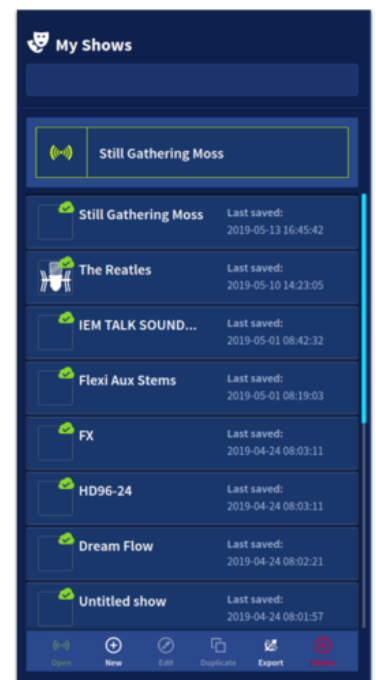 My Shows
Still Gathering Moss
Still Gathering Moss
Last saved:
2019-05-13 16:45:42
The Reatles
Last saved:
2019-05-10 14:23:05
IEM TALK SOUND...
Last saved:
2019-05-01 08:42:32
Flexi Aux Stems
Last saved:
2019-05-01 08:19:03
FX
Last saved:
2019-04-24 08:03:11
HD96-24
Last saved:
2019-04-24 08:03:11
Dream Flow
Last saved:
2019-04-24 08:02:21
Untitled show
Last saved:
2019-04-24 08:01:57
Open New Edit Duplicate Export Delete